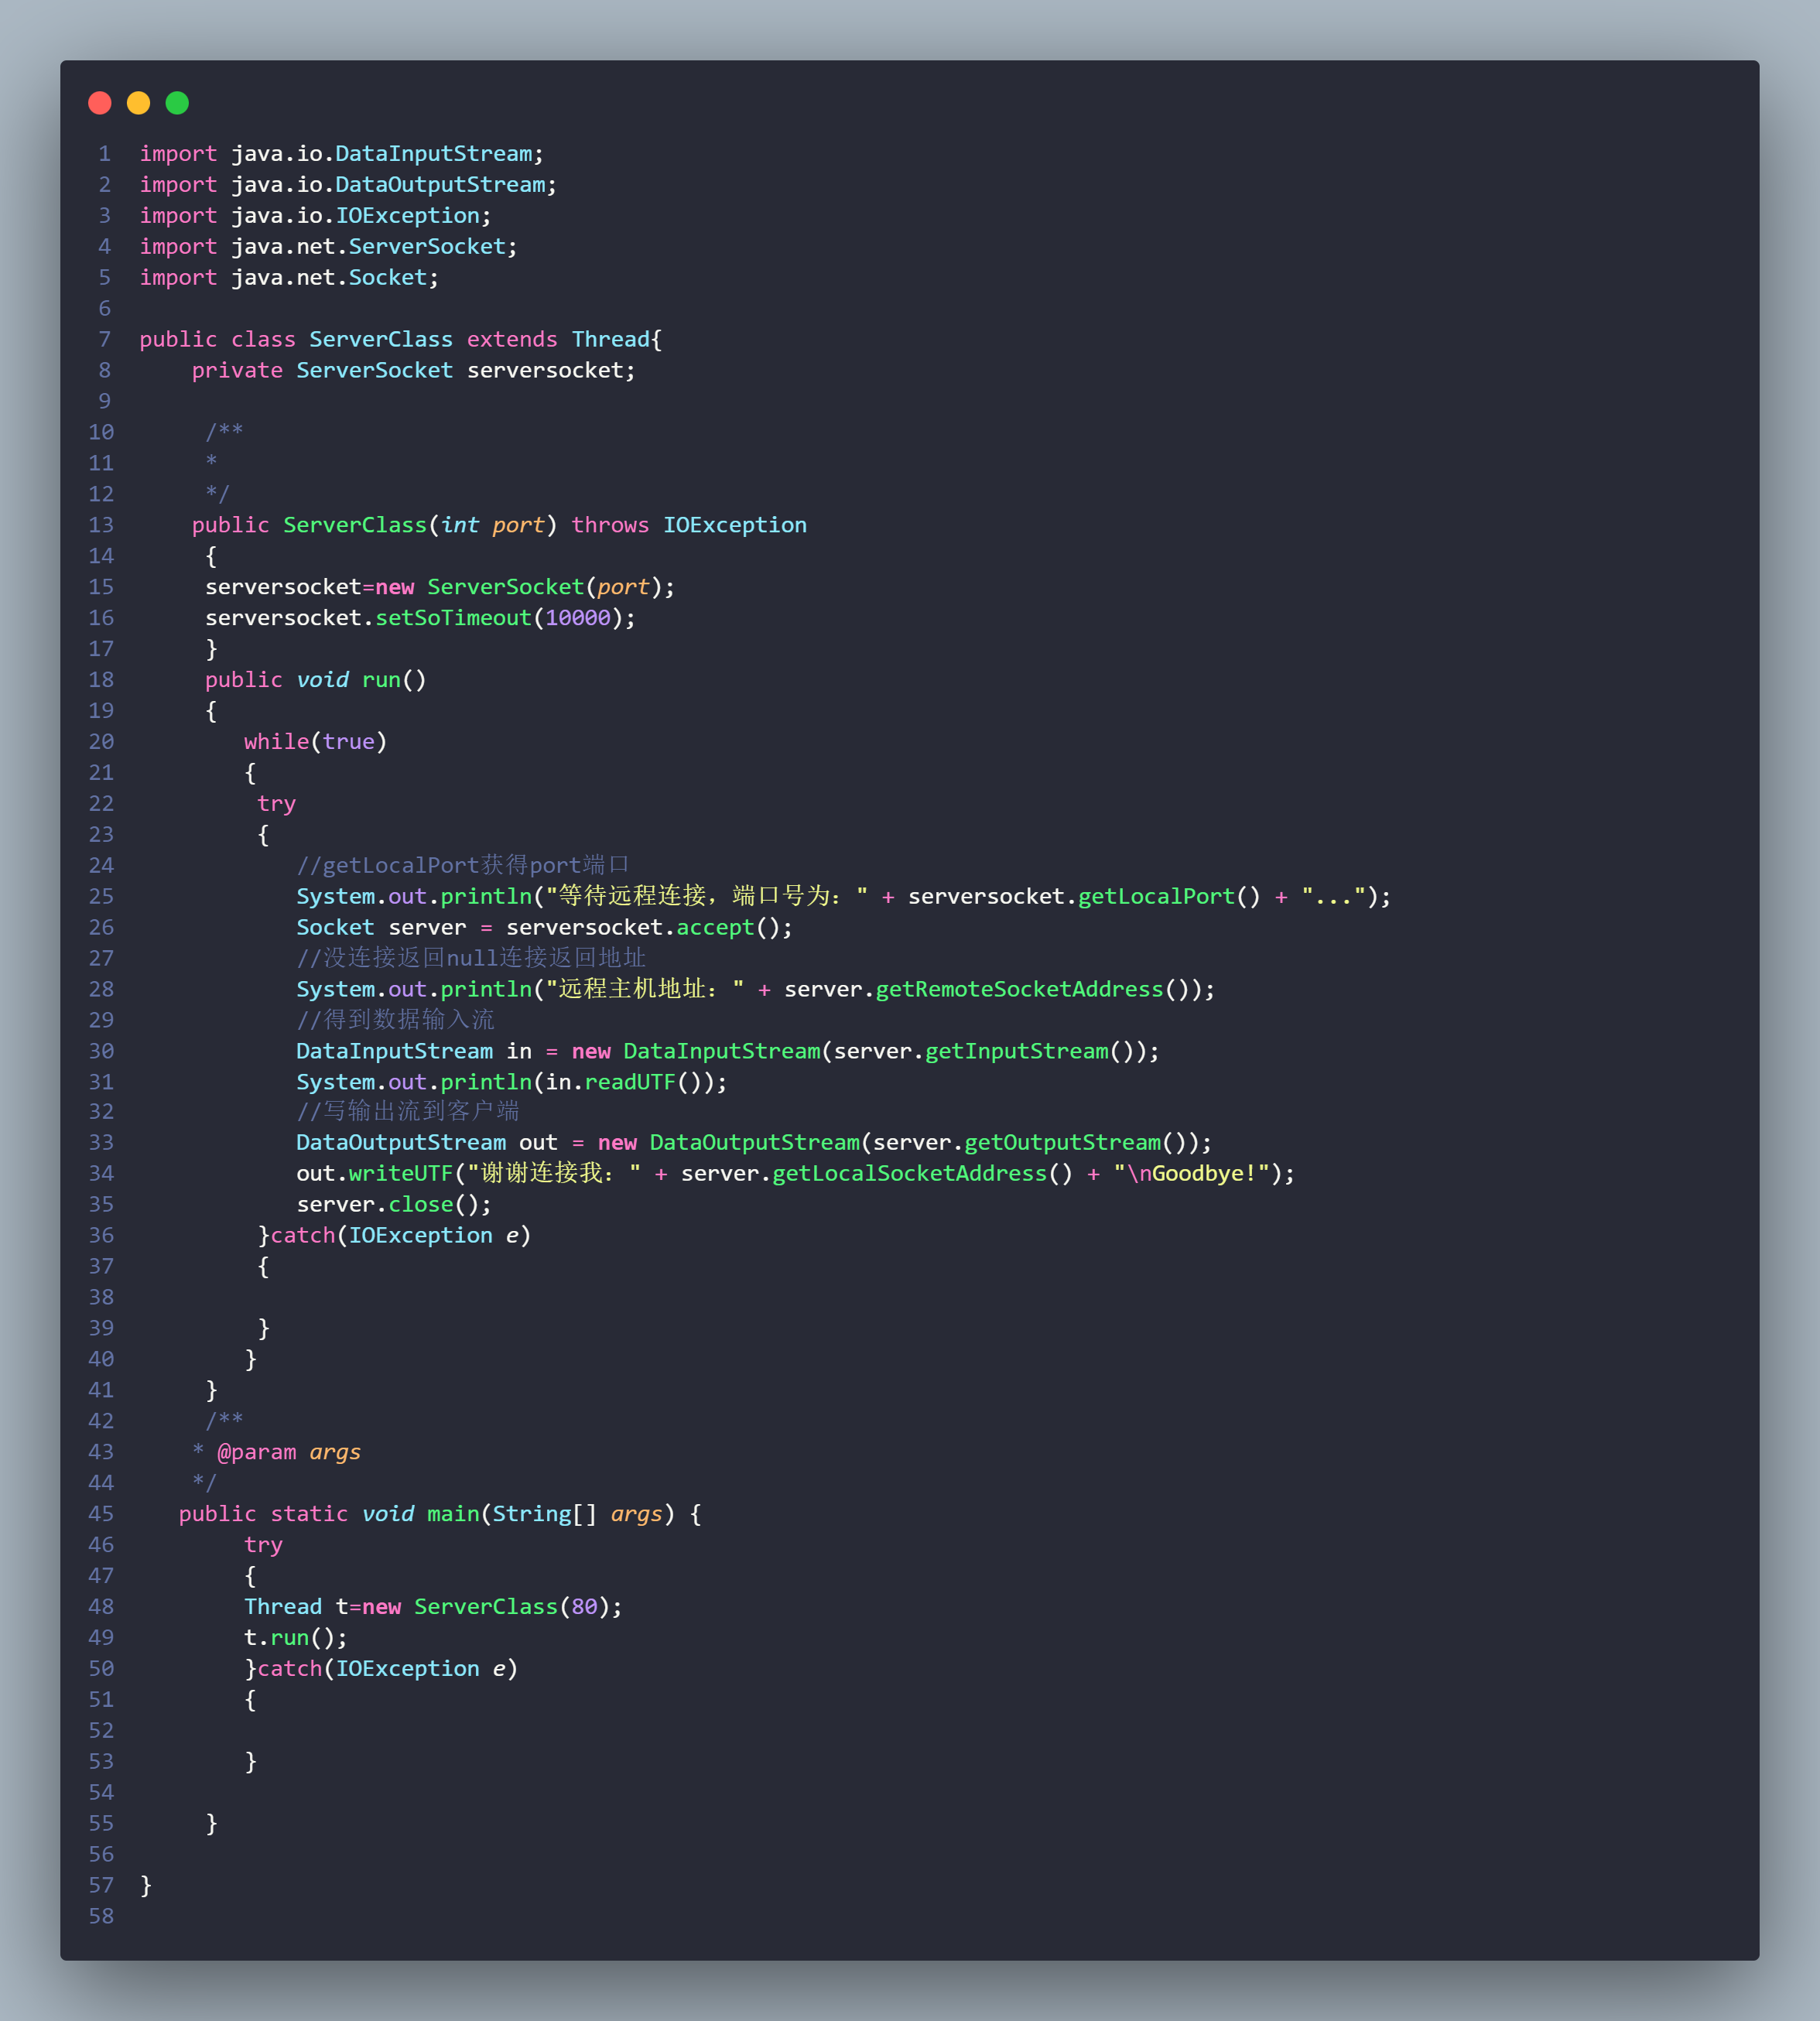 1 import java.io.DataInputStream;
2 import java.io.DataOutputStream;
3 import java.io.IOException;
4 import java.net.ServerSocket;
5 import java.net.Socket;
6
7 public class ServerClass extends Thread{
8     private ServerSocket serversocket;
9
10      /**
11      *
12      */
13     public ServerClass(int port) throws IOException
14      {
15      serversocket=new ServerSocket(port);
16      serversocket.setSoTimeout(10000);
17      }
18      public void run()
19      {
20         while(true)
21         {
22          try
23          {
24             //getLocalPort获得port端口
25             System.out.println("等待远程连接，端口号为：" + serversocket.getLocalPort() + "...");
26             Socket server = serversocket.accept();
27             //没连接返回null连接返回地址
28             System.out.println("远程主机地址：" + server.getRemoteSocketAddress());
29             //得到数据输入流
30             DataInputStream in = new DataInputStream(server.getInputStream());
31             System.out.println(in.readUTF());
32             //写输出流到客户端
33             DataOutputStream out = new DataOutputStream(server.getOutputStream());
34             out.writeUTF("谢谢连接我：" + server.getLocalSocketAddress() + "\nGoodbye!");
35             server.close();
36          }catch(IOException e)
37          {
38
39          }
40         }
41      }
42      /**
43     * @param args
44     */
45    public static void main(String[] args) {
46         try
47         {
48         Thread t=new ServerClass(80);
49         t.run();
50         }catch(IOException e)
51         {
52
53         }
54
55      }
56
57 }
58